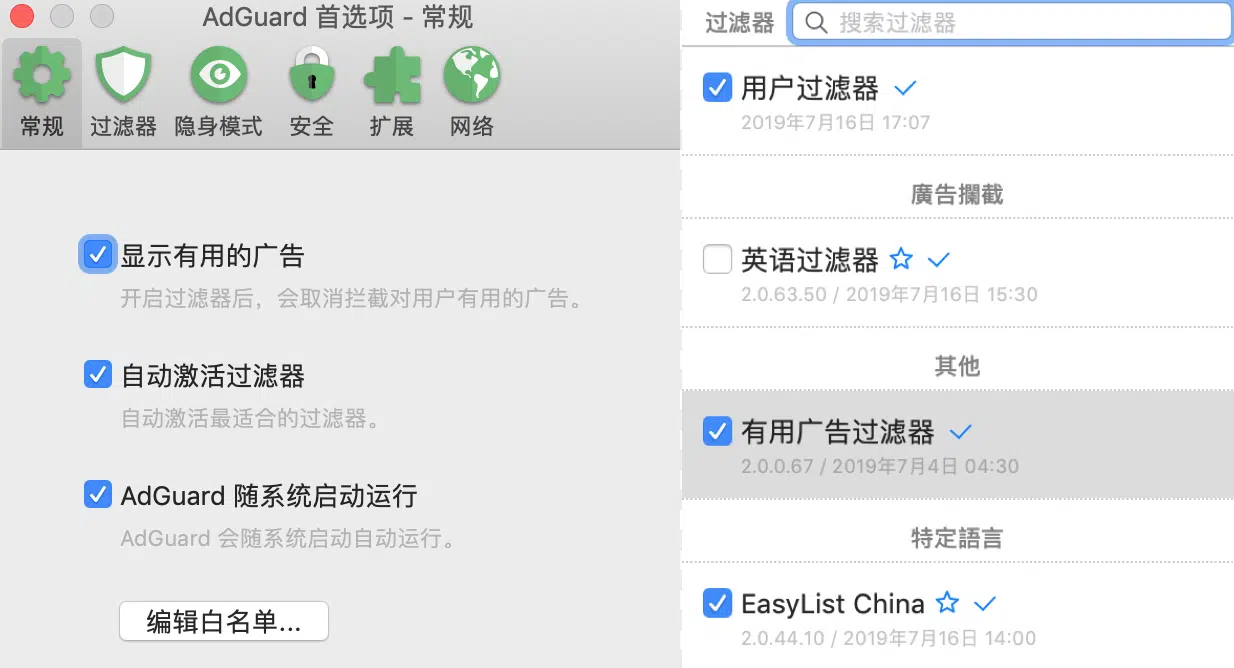 AdGuard 首选项 - 常规
常规
过滤器
隐身模式
安全
扩展
网络
显示有用的广告
开启过滤器后，会取消拦截对用户有用的广告。
自动激活过滤器
自动激活最适合的过滤器。
AdGuard 随系统启动运行
AdGuard 会随系统启动自动运行。
编辑白名单...
过滤器
搜索过滤器
用户过滤器
2019年7月16日 17:07
廣告攔截
英语过滤器
2.0.63.50 / 2019年7月16日 15:30
其他
有用广告过滤器
2.0.0.67 / 2019年7月4日 04:30
特定語言
EasyList China
2.0.44.10 / 2019年7月16日 14:00